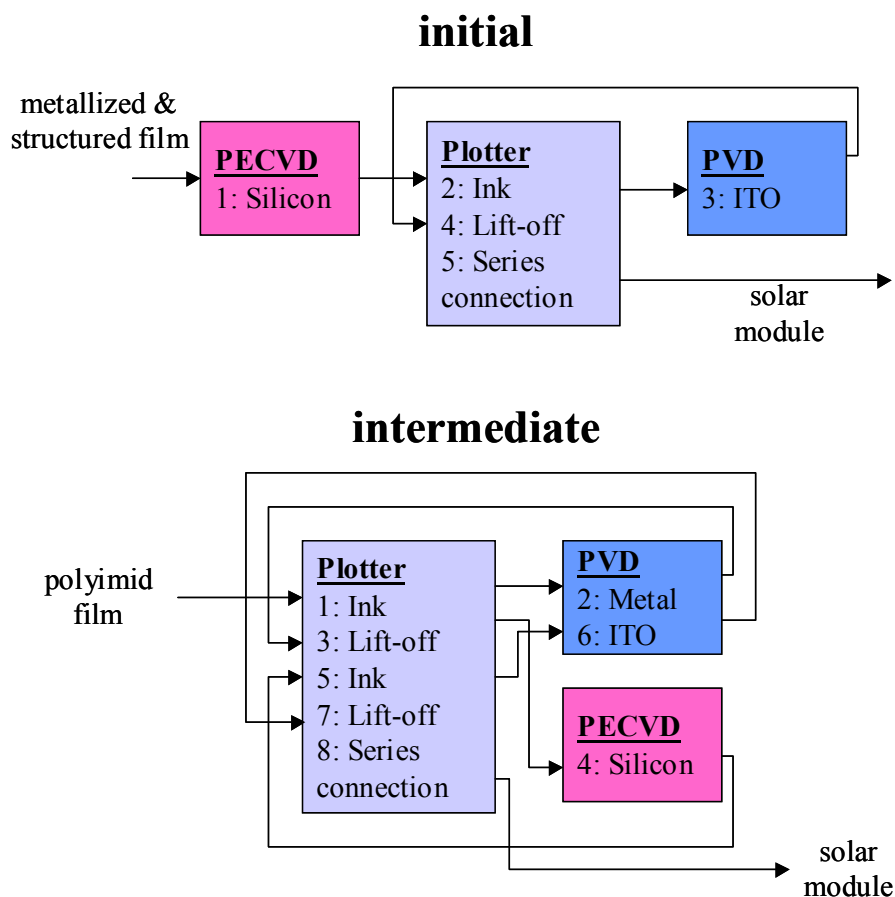 initial
metallized &
structured film
PECVD
1: Silicon
Plotter
2: Ink
4: Lift-off
5: Series
connection
PVD
3: ITO
solar
module
intermediate
polyimid
film
Plotter
1: Ink
3: Lift-off
5: Ink
7: Lift-off
8: Series
connection
PVD
2: Metal
6: ITO
PECVD
4: Silicon
solar
module